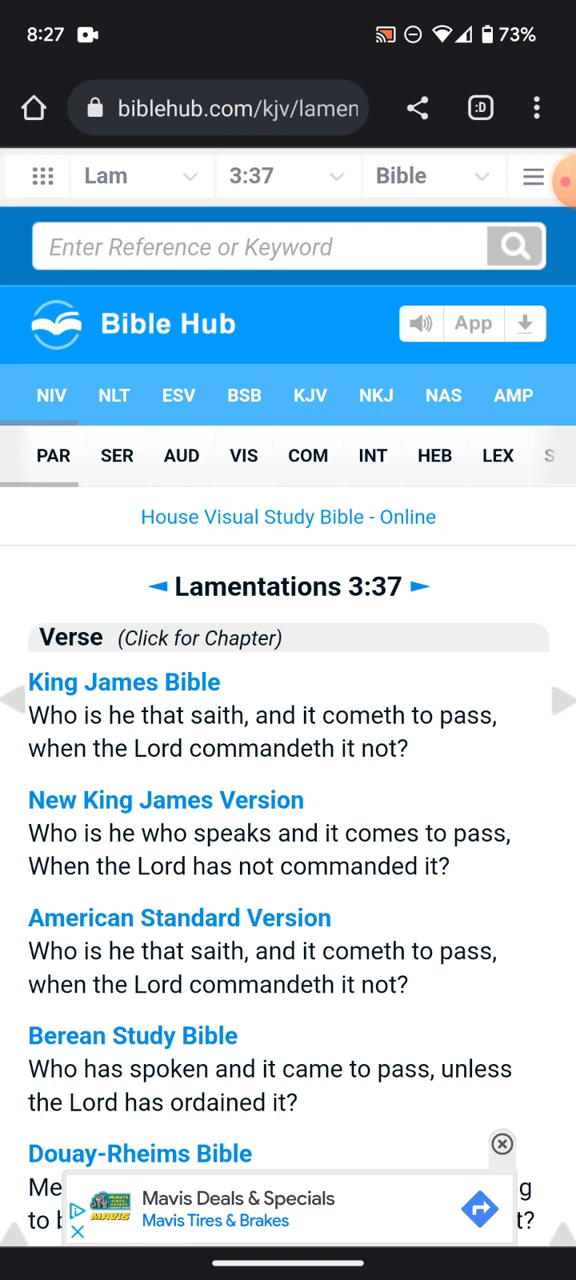 8:27 73%
biblehub.com/kjv/lamen :D
Lam 3:37 Bible
Enter Reference or Keyword
Bible Hub App
NIV NLT ESV BSB KJV NKJ NAS AMP
PAR SER AUD VIS COM INT HEB LEX S
House Visual Study Bible - Online
◄ Lamentations 3:37 ►
Verse (Click for Chapter)
King James Bible
Who is he that saith, and it cometh to pass,
when the Lord commandeth it not?
New King James Version
Who is he who speaks and it comes to pass,
When the Lord has not commanded it?
American Standard Version
Who is he that saith, and it cometh to pass,
when the Lord commandeth it not?
Berean Study Bible
Who has spoken and it came to pass, unless
the Lord has ordained it?
Douay-Rheims Bible
Me g
to t?
MAVIS
Mavis Deals & Specials
Mavis Tires & Brakes